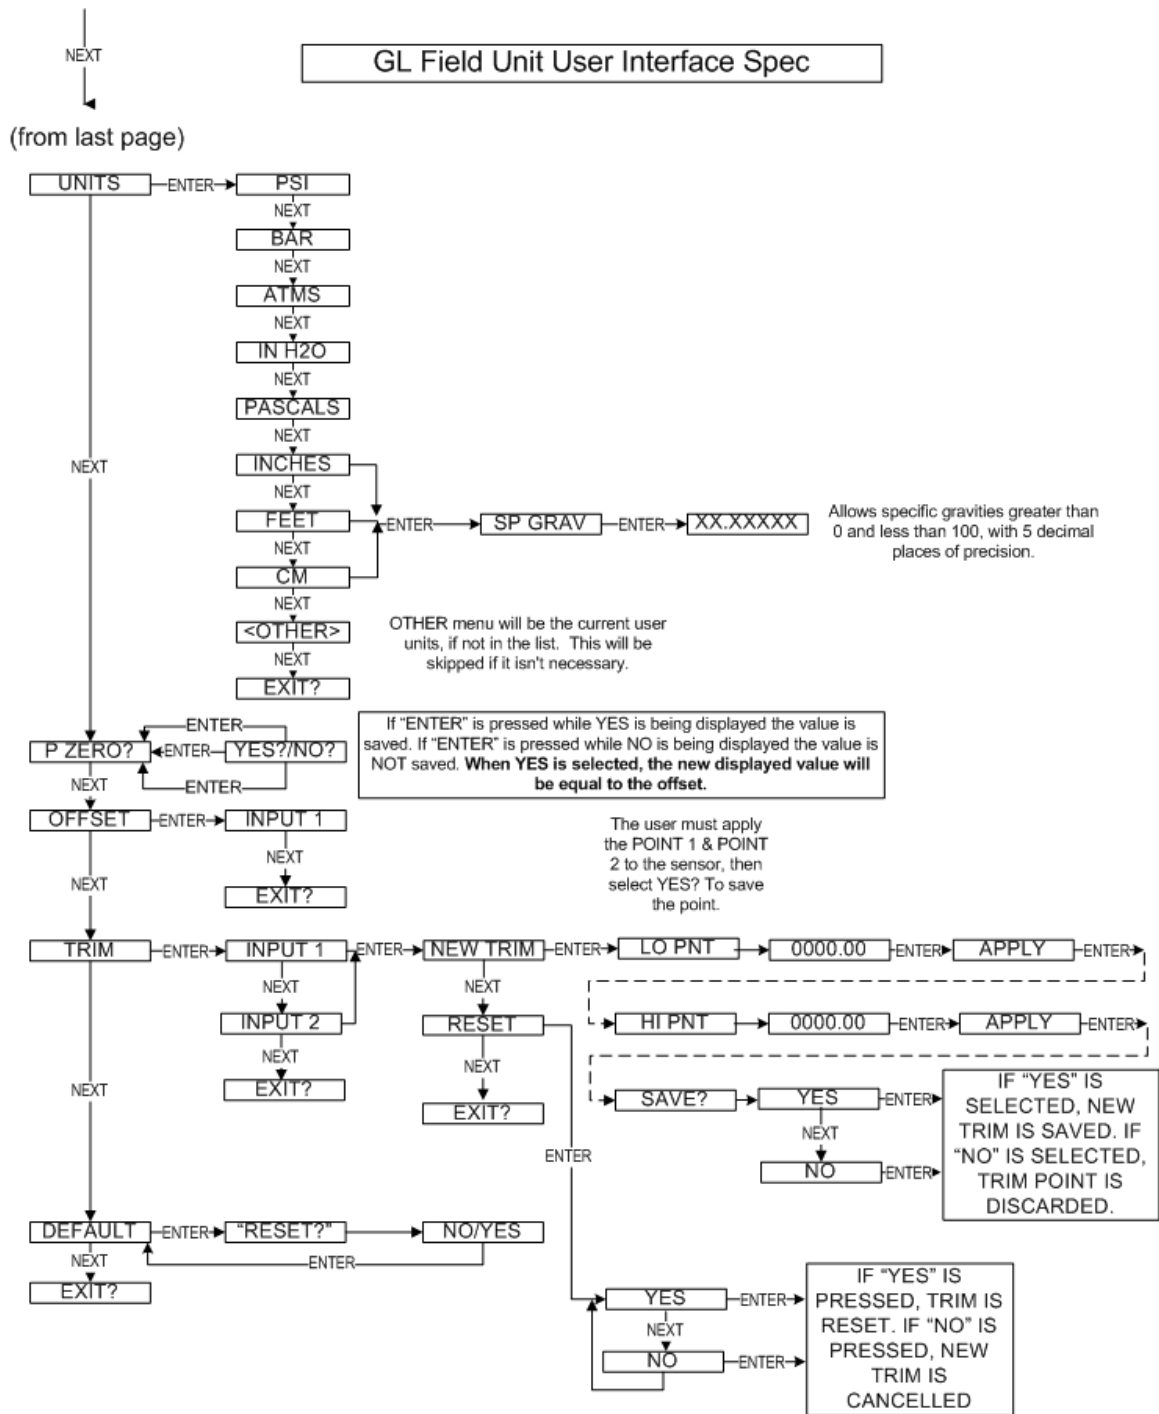 NEXT
GL Field Unit User Interface Spec
(from last page)
UNITS
ENTER
PSI
NEXT
BAR
NEXT
ATMS
NEXT
IN H2O
NEXT
PASCALS
NEXT
NEXT
INCHES
NEXT
FEET
ENTER
SP GRAV
ENTER
XX.XXXXX
Allows specific gravities greater than
0 and less than 100, with 5 decimal
places of precision.
NEXT
CM
NEXT
<OTHER>
OTHER menu will be the current user
units, if not in the list. This will be
skipped if it isn't necessary.
NEXT
EXIT?
ENTER
P ZERO?
ENTER
YES?/NO?
ENTER
If “ENTER” is pressed while YES is being displayed the value is
saved. If “ENTER” is pressed while NO is being displayed the value is
NOT saved. When YES is selected, the new displayed value will
be equal to the offset.
NEXT
OFFSET
ENTER
INPUT 1
NEXT
EXIT?
The user must apply
the POINT 1 & POINT
2 to the sensor, then
select YES? To save
the point.
NEXT
TRIM
ENTER
INPUT 1
ENTER
NEW TRIM
ENTER
LO PNT
0000.00
ENTER
APPLY
ENTER
NEXT
INPUT 2
NEXT
EXIT?
NEXT
RESET
NEXT
EXIT?
HI PNT
0000.00
ENTER
APPLY
ENTER
SAVE?
YES
ENTER
NEXT
NO
ENTER
IF “YES” IS
SELECTED, NEW
TRIM IS SAVED. IF
“NO” IS SELECTED,
TRIM POINT IS
DISCARDED.
NEXT
ENTER
DEFAULT
ENTER
“RESET?”
NO/YES
ENTER
NEXT
EXIT?
YES
ENTER
NEXT
NO
ENTER
IF “YES” IS
PRESSED, TRIM IS
RESET. IF “NO” IS
PRESSED, NEW
TRIM IS
CANCELLED